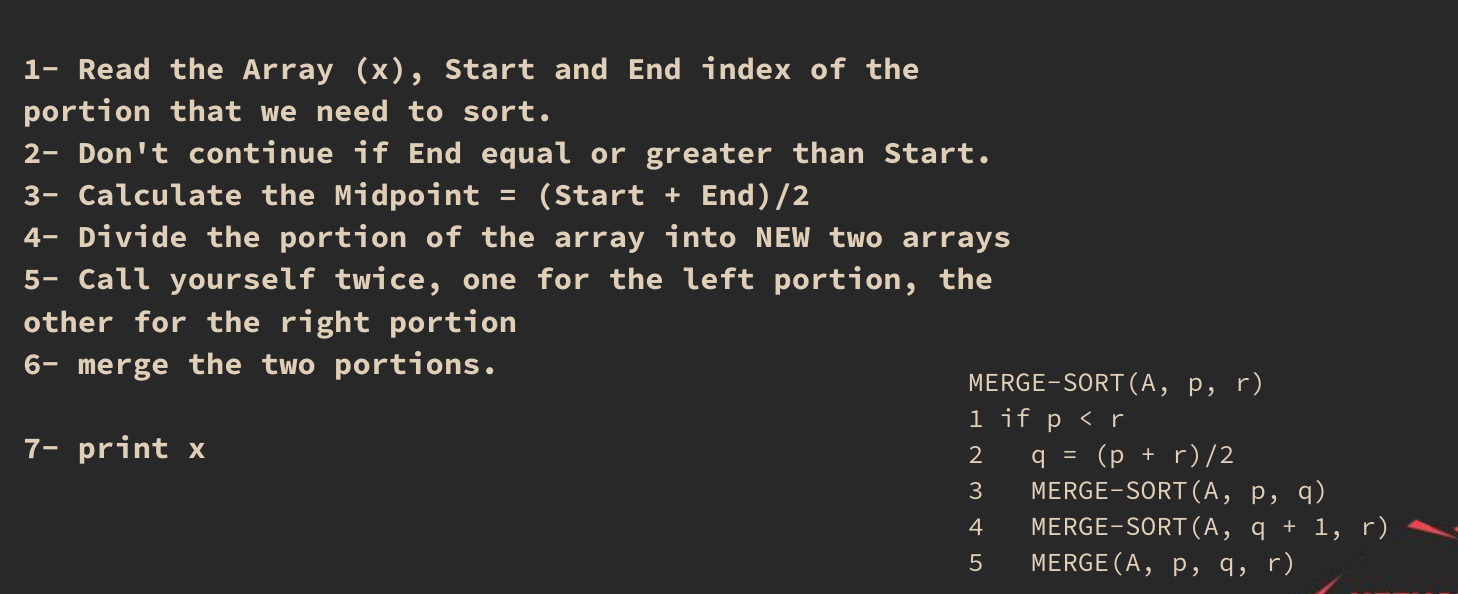 1- Read the Array (x), Start and End index of the
portion that we need to sort.
2- Don't continue if End equal or greater than Start.
3- Calculate the Midpoint = (Start + End)/2
4- Divide the portion of the array into NEW two arrays
5- Call yourself twice, one for the left portion, the
other for the right portion
6- merge the two portions.
7- print x
MERGE-SORT(A, p, r)
1 if p < r
2   q = (p + r)/2
3   MERGE-SORT(A, p, q)
4   MERGE-SORT(A, q + 1, r)
5   MERGE(A, p, q, r)